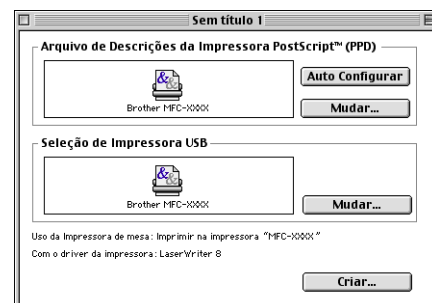 Sem título 1
Arquivo de Descrições da Impressora PostScript™ (PPD)
Brother MFC-XXXX
Auto Configurar
Mudar...
Seleção de Impressora USB
Brother MFC-XXXX
Mudar...
Uso da Impressora de mesa: Imprimir na impressora “MFC-XXXX”
Com o driver da impressora: LaserWriter 8
Criar...